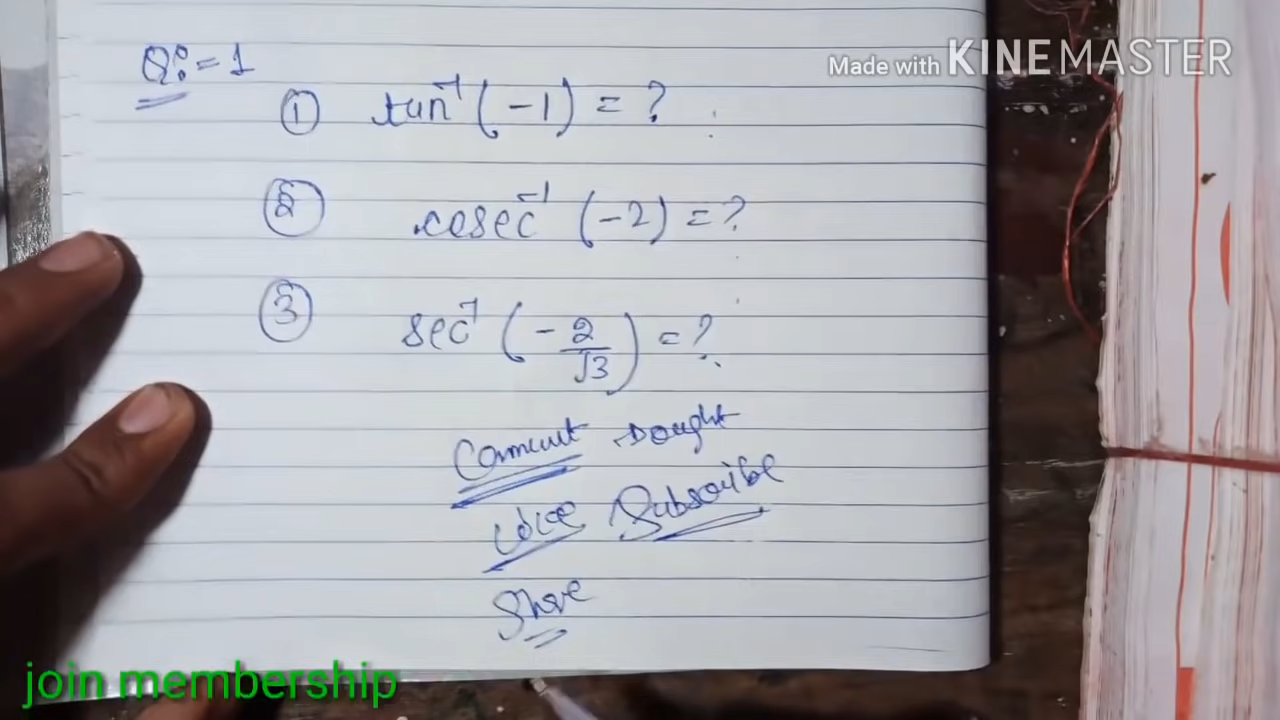 Made with KINEMASTER
Q:=1
① tan⁻¹ (-1) = ?
② cosec⁻¹ (-2) = ?
③ sec⁻¹ (-2/√3) = ?
Comment Dought
Like Subscribe
Share
join membership